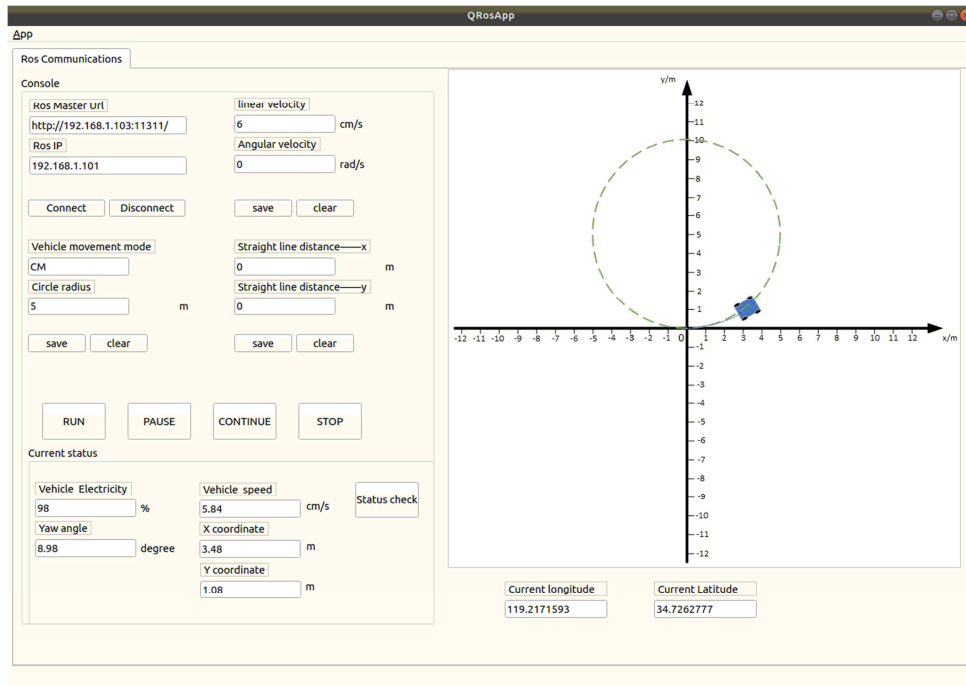 QRosApp
App
Ros Communications
Console
Ros Master Url
http://192.168.1.103:11311/
Ros IP
192.168.1.101
linear velocity
6 cm/s
Angular velocity
0 rad/s
Connect Disconnect save clear
Vehicle movement mode
CM
Circle radius
5 m
Straight line distance——x
0 m
Straight line distance——y
0 m
save clear save clear
RUN PAUSE CONTINUE STOP
Current status
Vehicle Electricity
98 %
Yaw angle
8.98 degree
Vehicle speed
5.84 cm/s
X coordinate
3.48 m
Y coordinate
1.08 m
Status check
y/m
12
11
10
9
8
7
6
5
4
3
2
1
-12 -11 -10 -9 -8 -7 -6 -5 -4 -3 -2 -1 0 1 2 3 4 5 6 7 8 9 10 11 12 x/m
-1
-2
-3
-4
-5
-6
-7
-8
-9
-10
-11
-12
Current longitude
119.2171593
Current Latitude
34.7262777